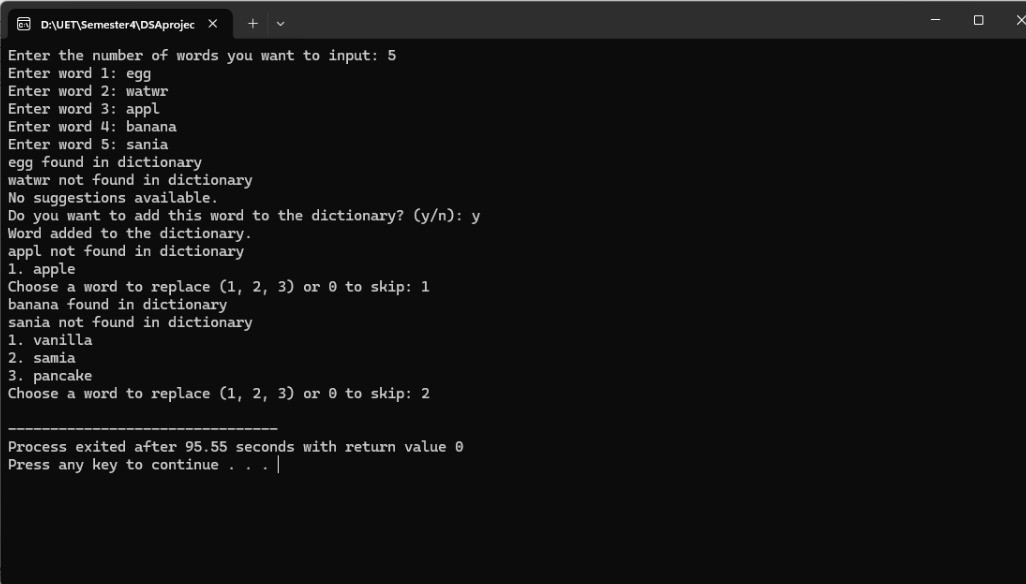 D:\UET\Semester4\DSAprojec
Enter the number of words you want to input: 5
Enter word 1: egg
Enter word 2: watwr
Enter word 3: appl
Enter word 4: banana
Enter word 5: sania
egg found in dictionary
watwr not found in dictionary
No suggestions available.
Do you want to add this word to the dictionary? (y/n): y
Word added to the dictionary.
appl not found in dictionary
1. apple
Choose a word to replace (1, 2, 3) or 0 to skip: 1
banana found in dictionary
sania not found in dictionary
1. vanilla
2. samia
3. pancake
Choose a word to replace (1, 2, 3) or 0 to skip: 2
--------------------------------
Process exited after 95.55 seconds with return value 0
Press any key to continue . . .